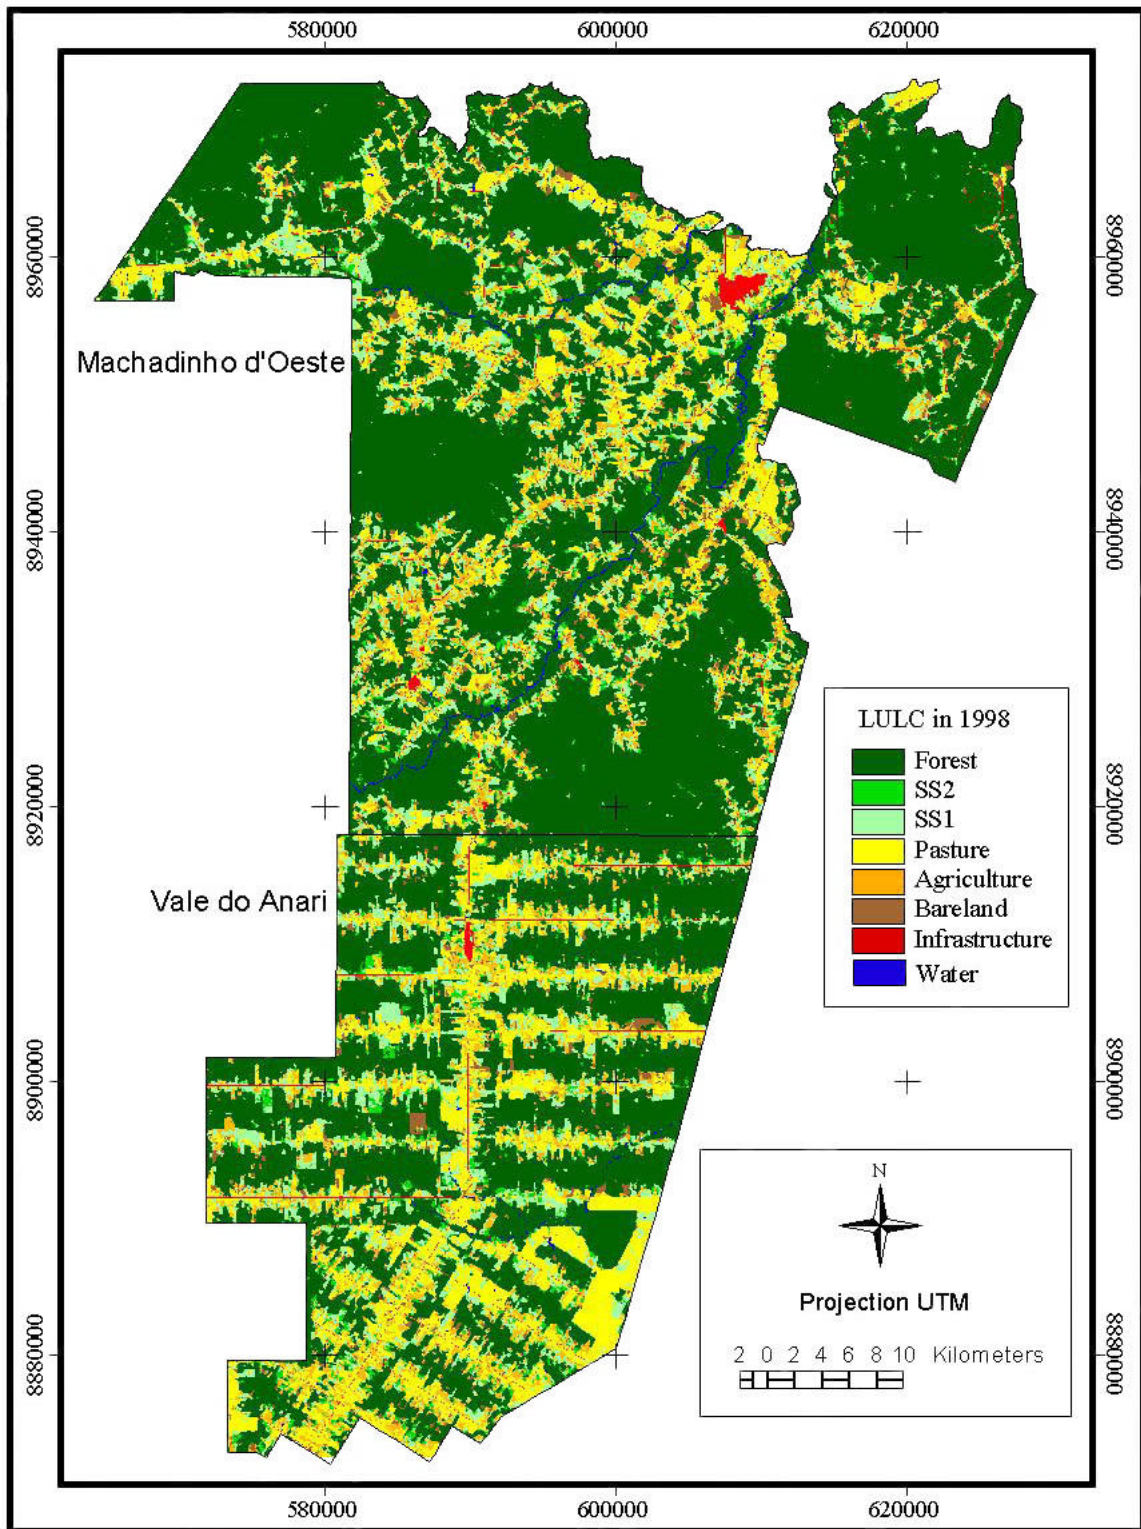 580000 600000 620000
8960000
8960000
Machadinho d'Oeste
8940000
8940000
LULC in 1998
Forest
SS2
SS1
Pasture
Agriculture
Bareland
Infrastructure
Water
8920000
8920000
Vale do Anari
8900000
8900000
N
Projection UTM
2 0 2 4 6 8 10 Kilometers
8880000
8880000
580000 600000 620000